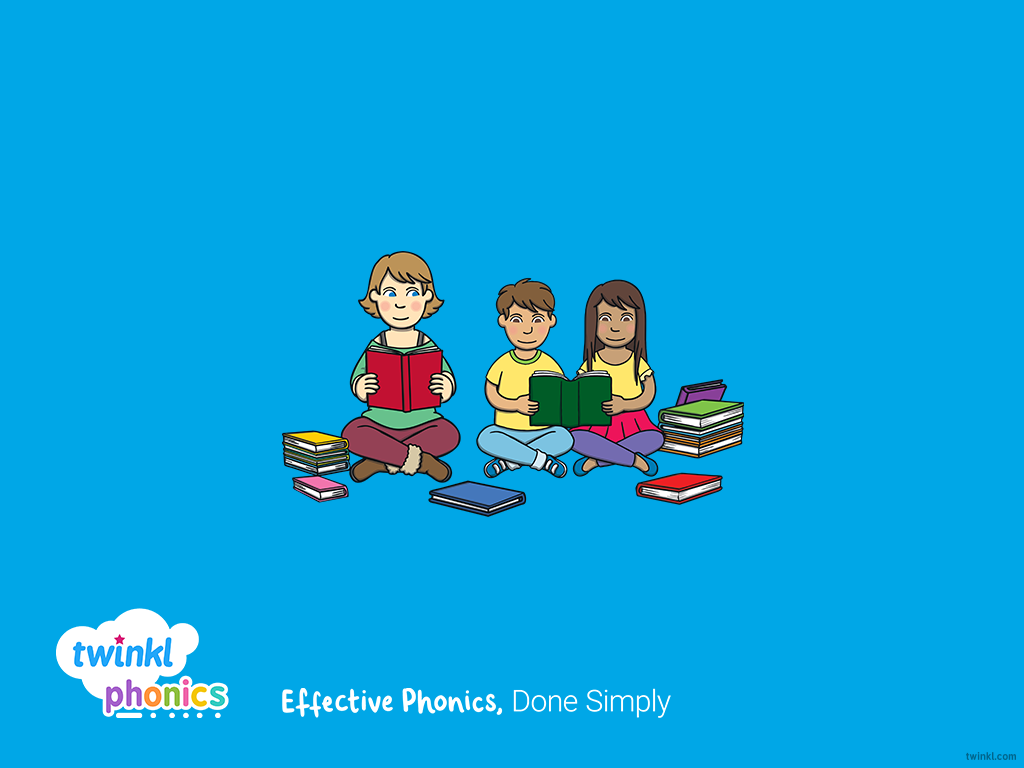 twinkl
phonics
Effective Phonics, Done Simply
twinkl.com